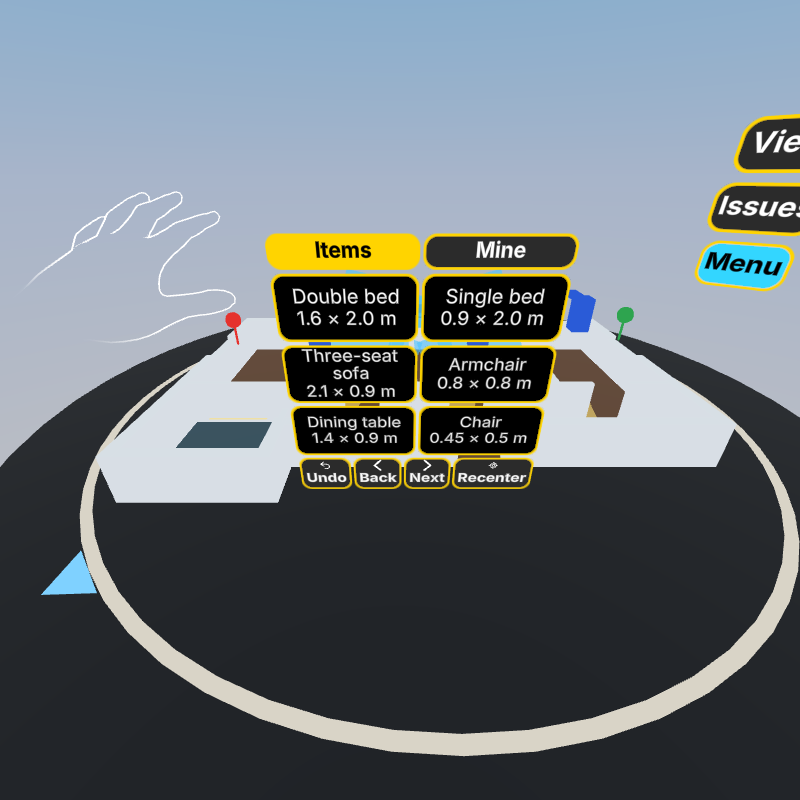 Items
Mine
Double bed
1.6 × 2.0 m
Single bed
0.9 × 2.0 m
Three-seat
sofa
2.1 × 0.9 m
Armchair
0.8 × 0.8 m
Dining table
1.4 × 0.9 m
Chair
0.45 × 0.5 m
Undo
Back
Next
Recenter
Issues
Menu